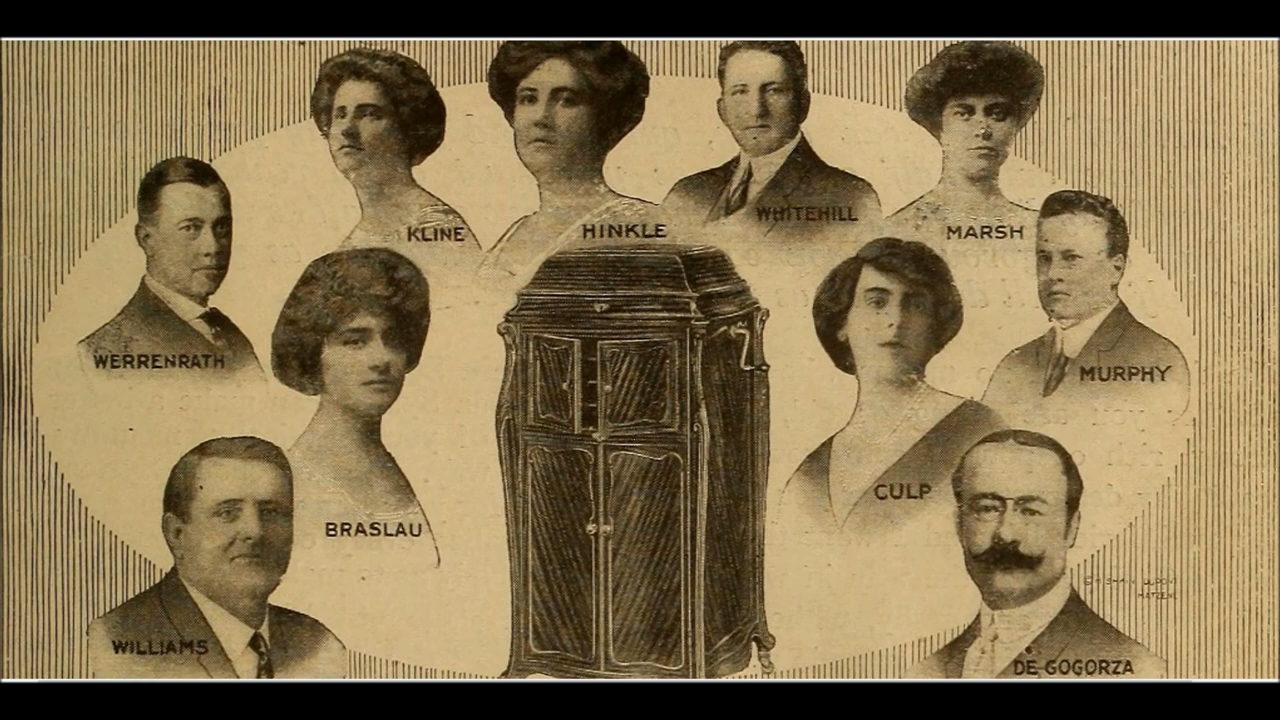 KLINE
HINKLE
WHITEHILL
MARSH
WERRENRATH
MURPHY
BRASLAU
CULP
WILLIAMS
DE GOGORZA